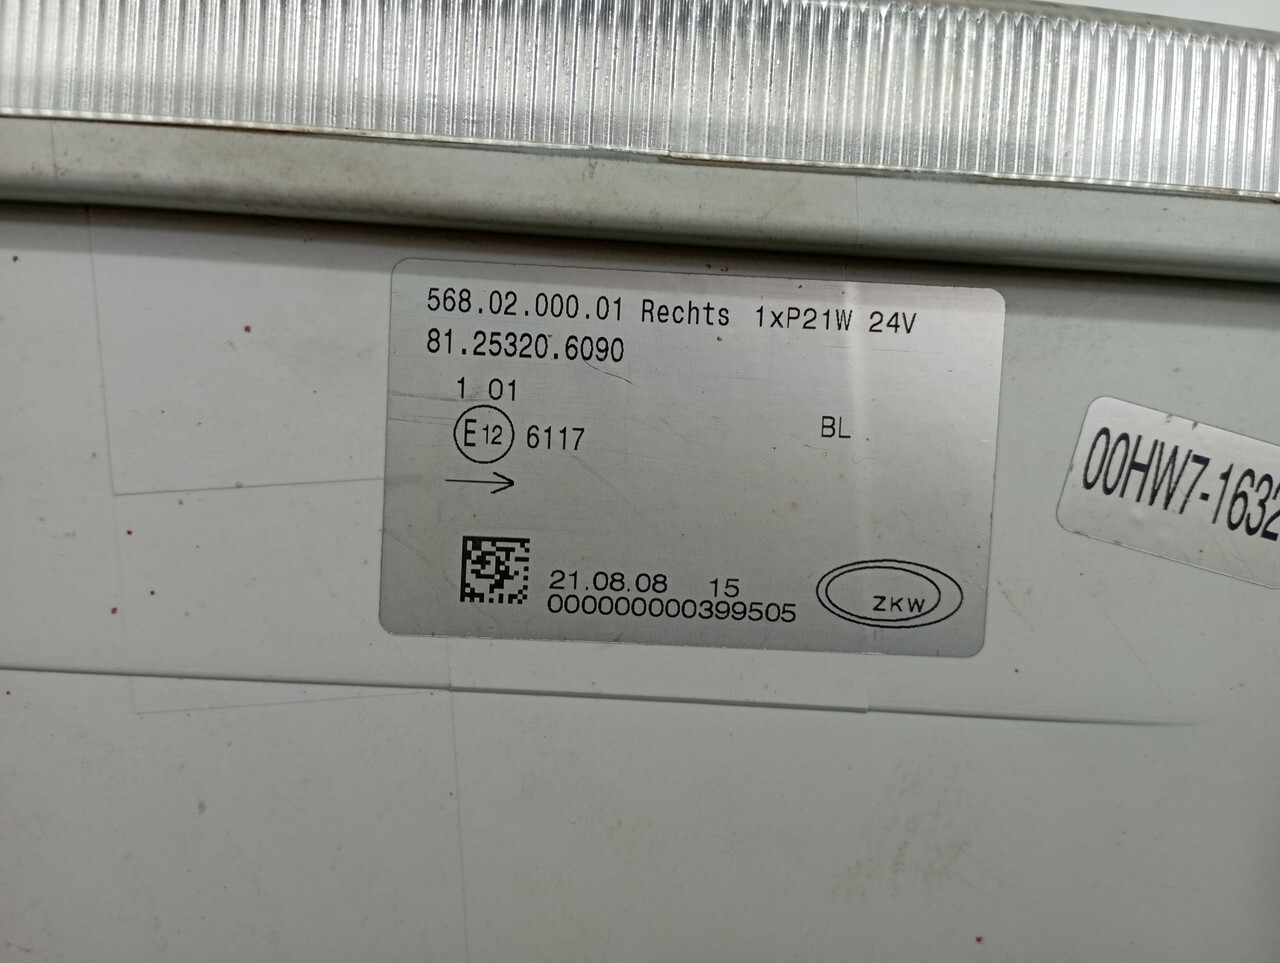 568.02.000.01 Rechts 1xP21W 24V
81.25320.6090
1 01
E12 6117
BL
→
21.08.08 15
000000000399505
ZKW
00HW7-1632